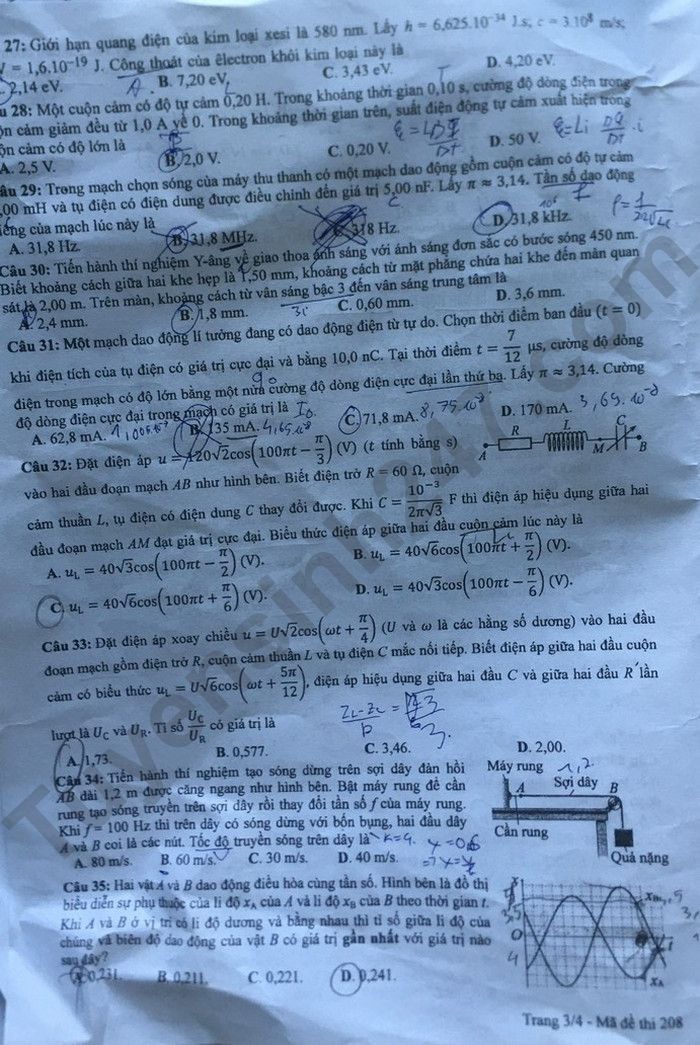 27: Giới hạn quang điện của kim loại xesi là 580 nm. Lấy h = 6,625.10⁻³⁴ J.s; c = 3.10⁸ m/s;
= 1,6.10⁻¹⁹ J. Công thoát của êlectron khỏi kim loại này là
2,14 eV. B. 7,20 eV. C. 3,43 eV. D. 4,20 eV.
u 28: Một cuộn cảm có độ tự cảm 0,20 H. Trong khoảng thời gian 0,10 s, cường độ dòng điện trong
ộn cảm giảm đều từ 1,0 A về 0. Trong khoảng thời gian trên, suất điện động tự cảm xuất hiện trong
ộn cảm có độ lớn là
A. 2,5 V. B. 2,0 V. C. 0,20 V. D. 50 V.
âu 29: Trong mạch chọn sóng của máy thu thanh có một mạch dao động gồm cuộn cảm có độ tự cảm
,00 mH và tụ điện có điện dung được điều chỉnh đến giá trị 5,00 nF. Lấy π ≈ 3,14. Tần số dao động
iêng của mạch lúc này là
A. 31,8 Hz. B. 31,8 MHz. C. 318 Hz. D. 31,8 kHz.
Câu 30: Tiến hành thí nghiệm Y-âng về giao thoa ánh sáng với ánh sáng đơn sắc có bước sóng 450 nm.
Biết khoảng cách giữa hai khe hẹp là 1,50 mm, khoảng cách từ mặt phẳng chứa hai khe đến màn quan
sát là 2,00 m. Trên màn, khoảng cách từ vân sáng bậc 3 đến vân sáng trung tâm là
A. 2,4 mm. B. 1,8 mm. C. 0,60 mm. D. 3,6 mm.
Câu 31: Một mạch dao động lí tưởng đang có dao động điện từ tự do. Chọn thời điểm ban đầu (t = 0)
khi điện tích của tụ điện có giá trị cực đại và bằng 10,0 nC. Tại thời điểm t = 7/12 μs, cường độ dòng
điện trong mạch có độ lớn bằng một nửa cường độ dòng điện cực đại lần thứ ba. Lấy π ≈ 3,14. Cường
độ dòng điện cực đại trong mạch có giá trị là I₀
A. 62,8 mA. B. 135 mA. C. 71,8 mA. D. 170 mA.
Câu 32: Đặt điện áp u = 120√2cos(100πt − π/3) (V) (t tính bằng s)
vào hai đầu đoạn mạch AB như hình bên. Biết điện trở R = 60 Ω, cuộn
cảm thuần L, tụ điện có điện dung C thay đổi được. Khi C = 10⁻³/2π√3 F thì điện áp hiệu dụng giữa hai
đầu đoạn mạch AM đạt giá trị cực đại. Biểu thức điện áp giữa hai đầu cuộn cảm lúc này là
A. uL = 40√3cos(100πt − π/2) (V). B. uL = 40√6cos(100πt + π/2) (V).
C. uL = 40√6cos(100πt + π/6) (V). D. uL = 40√3cos(100πt − π/6) (V).
A R L M C B
Câu 33: Đặt điện áp xoay chiều u = U√2cos(ωt + π/4) (U và ω là các hằng số dương) vào hai đầu
đoạn mạch gồm điện trở R, cuộn cảm thuần L và tụ điện C mắc nối tiếp. Biết điện áp giữa hai đầu cuộn
cảm có biểu thức uL = U√6cos(ωt + 5π/12), điện áp hiệu dụng giữa hai đầu C và giữa hai đầu R lần
lượt là UC và UR. Tỉ số UC/UR có giá trị là
A. 1,73. B. 0,577. C. 3,46. D. 2,00.
Câu 34: Tiến hành thí nghiệm tạo sóng dừng trên sợi dây đàn hồi
AB dài 1,2 m được căng ngang như hình bên. Bật máy rung để cần
rung tạo sóng truyền trên sợi dây rồi thay đổi tần số f của máy rung.
Khi f = 100 Hz thì trên dây có sóng dừng với bốn bụng, hai đầu dây
A và B coi là các nút. Tốc độ truyền sóng trên dây là
A. 80 m/s. B. 60 m/s. C. 30 m/s. D. 40 m/s.
Máy rung 1,2
A Sợi dây B
Cần rung
Quả nặng
Câu 35: Hai vật A và B dao động điều hòa cùng tần số. Hình bên là đồ thị
biểu diễn sự phụ thuộc của li độ xA của A và li độ xB của B theo thời gian t.
Khi A và B ở vị trí có li độ dương và bằng nhau thì tỉ số giữa li độ của
chúng và biên độ dao động của vật B có giá trị gần nhất với giá trị nào
sau đây?
A. 0,231. B. 0,211. C. 0,221. D. 0,241.
x
O
xB
t
xA
Trang 3/4 - Mã đề thi 208
Tuyensinh247.com